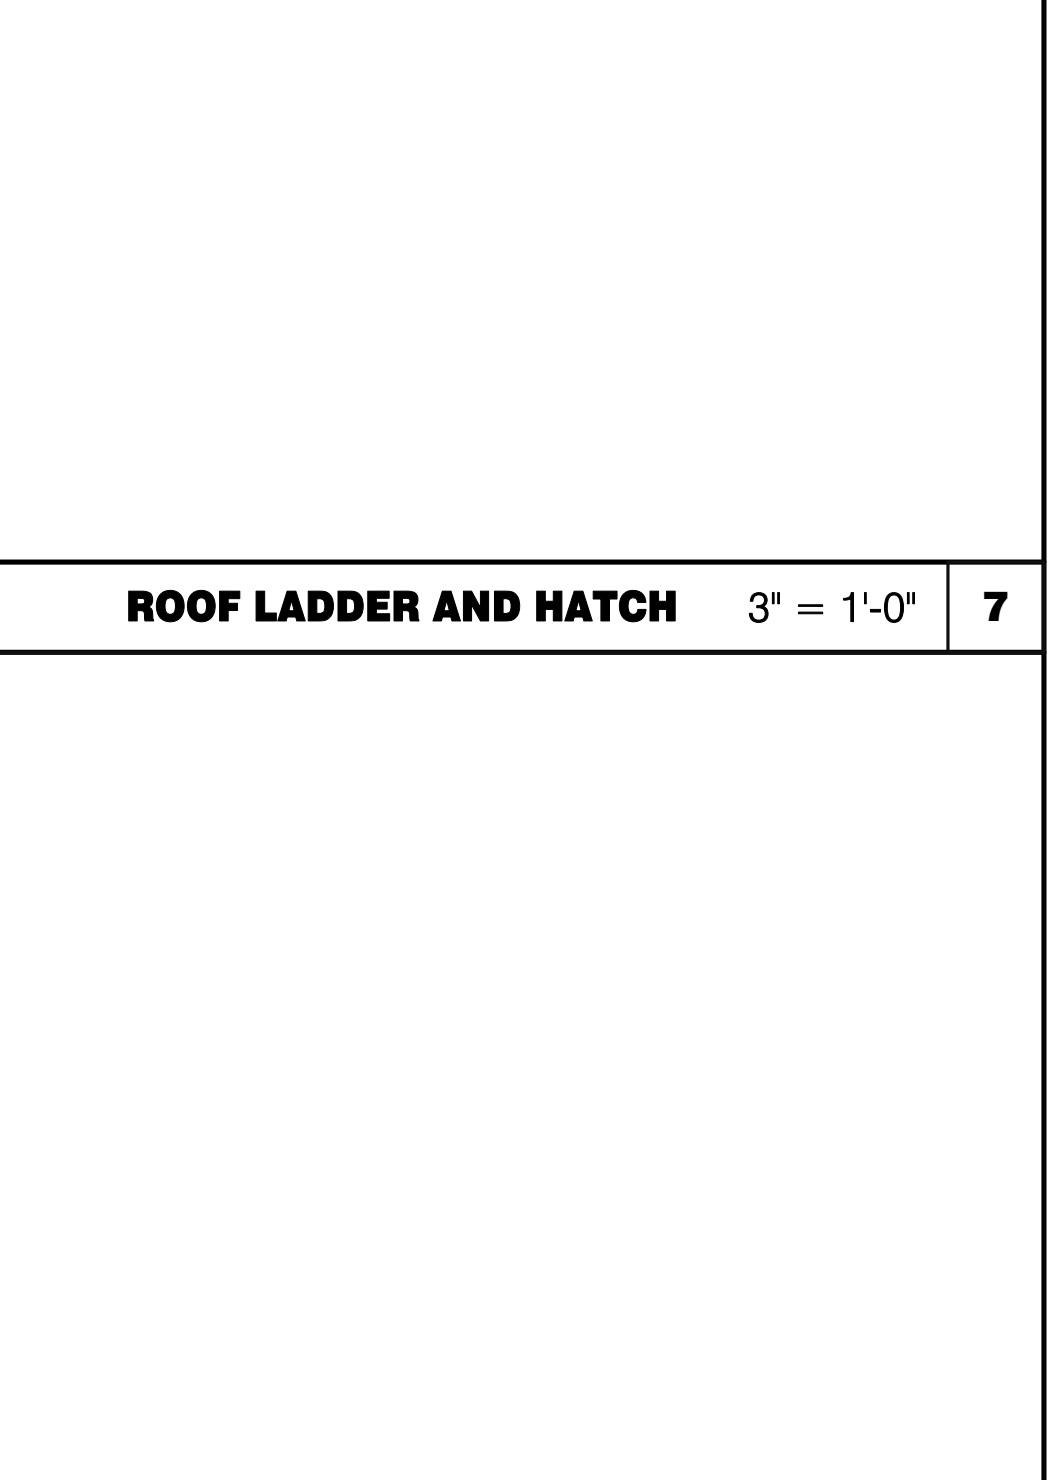 ROOF LADDER AND HATCH 3" = 1'-0" 7